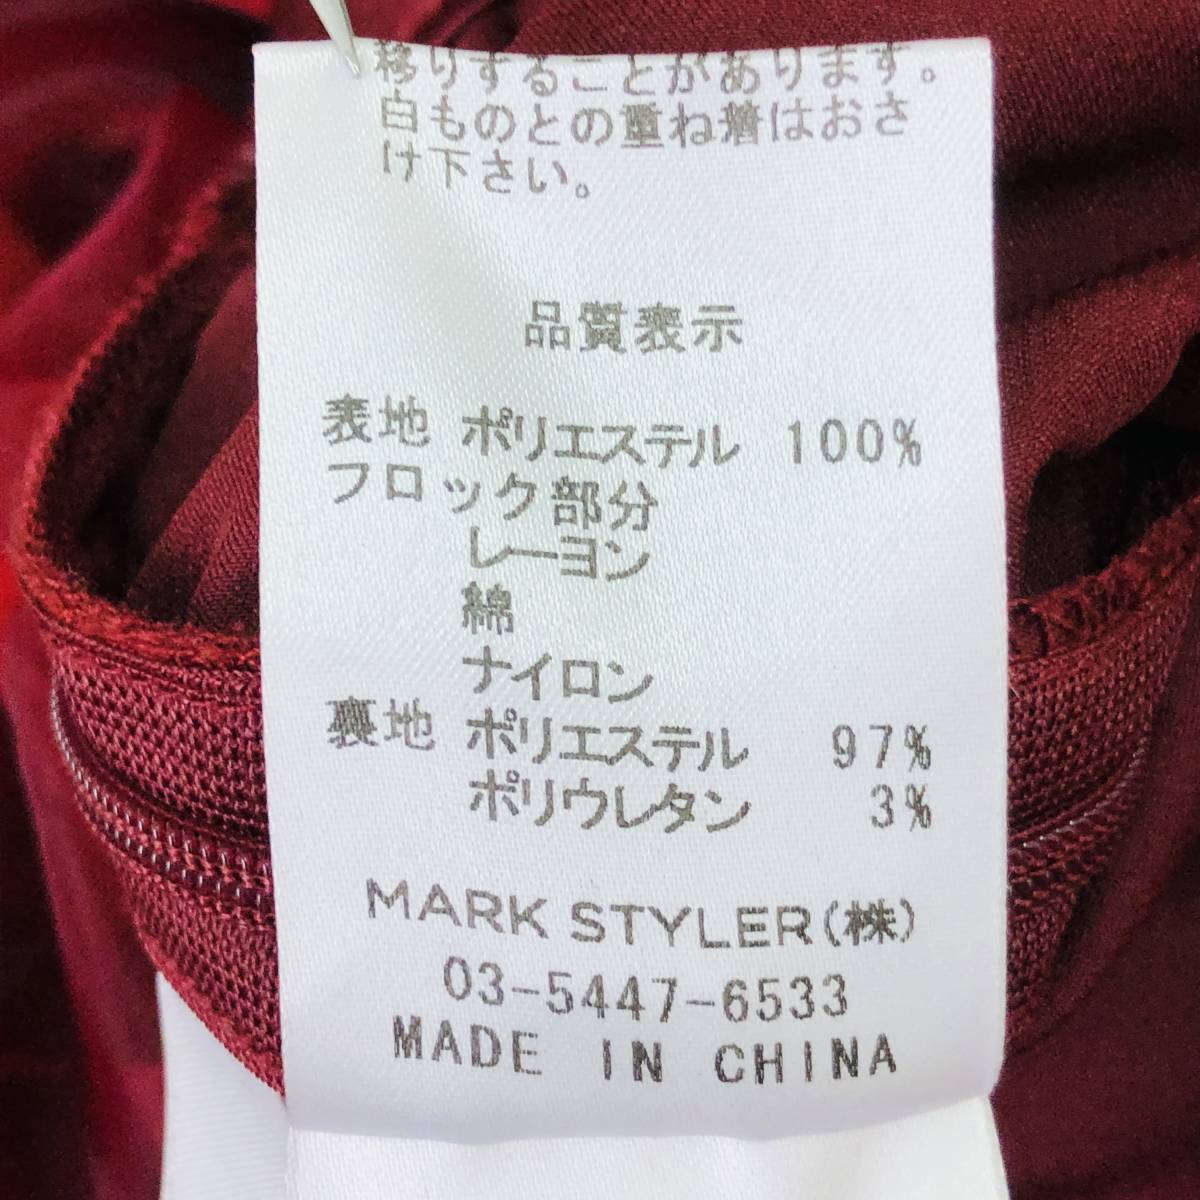 移りすることがあります。
白ものとの重ね着はおさ
け下さい。
品質表示
表地 ポリエステル 100%
フロック部分
レーヨン
綿
ナイロン
裏地 ポリエステル 97%
ポリウレタン 3%
MARK STYLER(株)
03-5447-6533
MADE IN CHINA